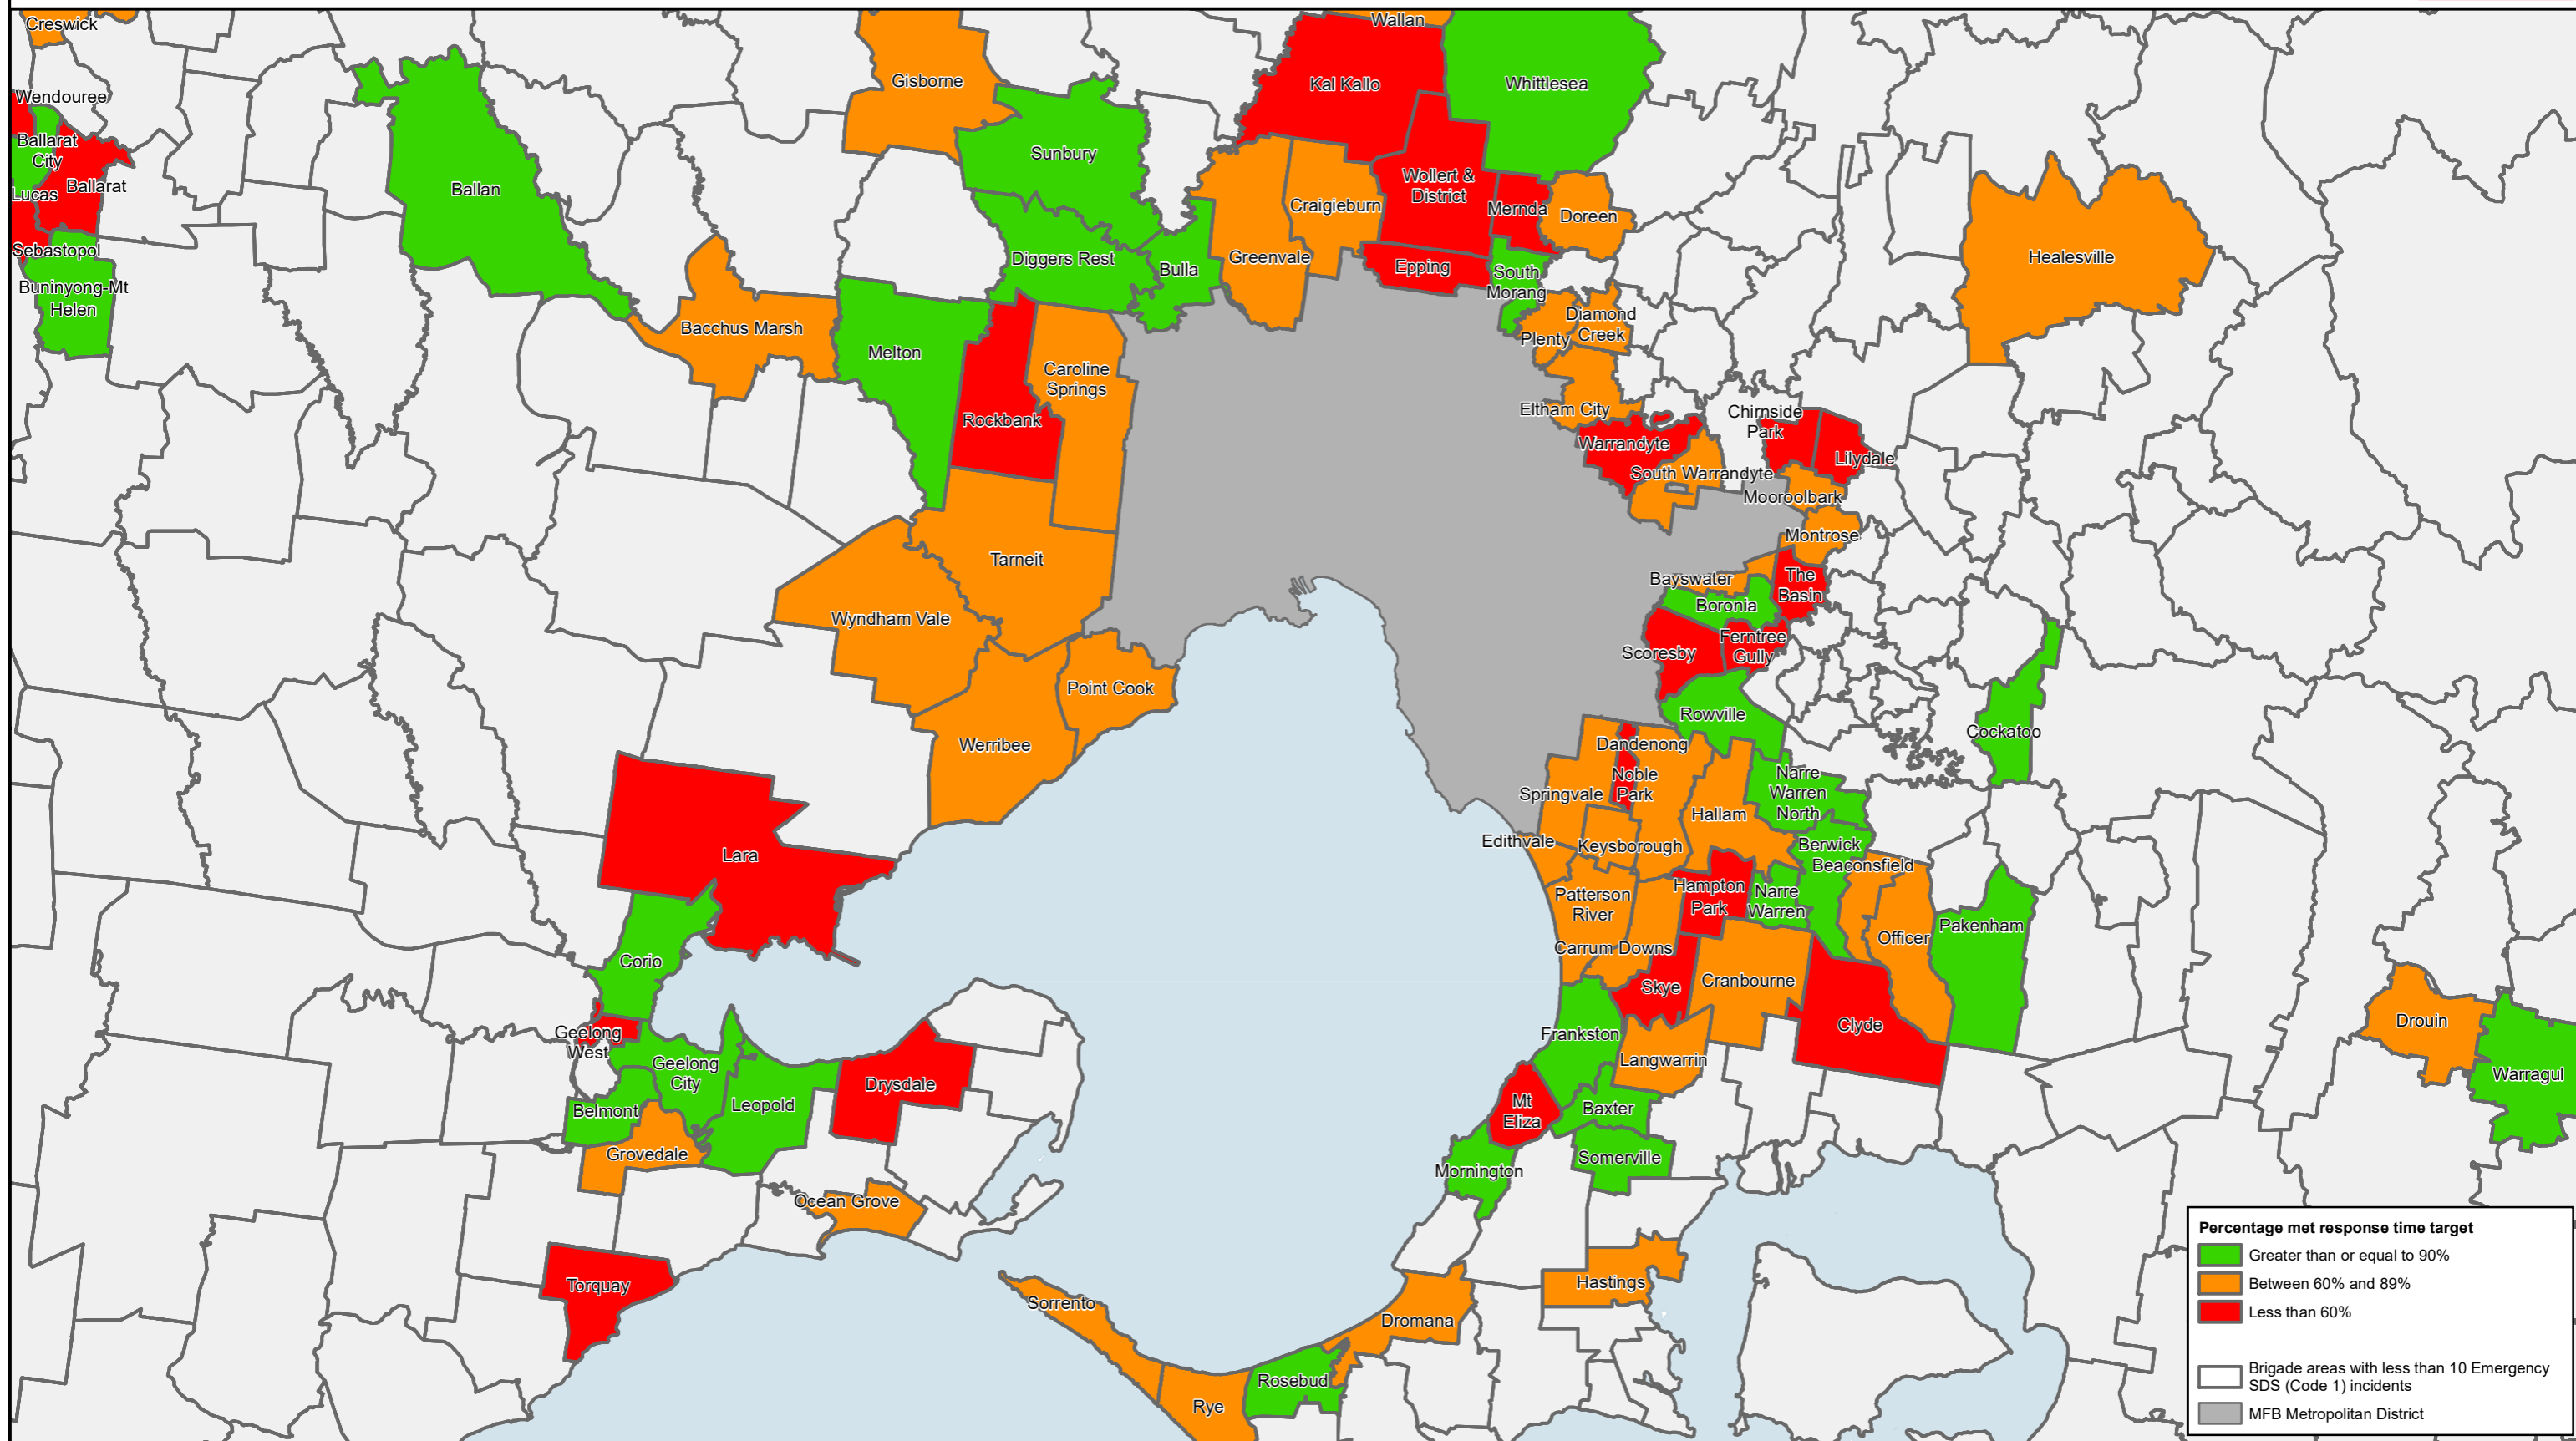 Creswick
Wallan
Gisborne
Kal Kallo
Whittlesea
Wendouree
Ballarat
City
Sunbury
Ballarat
Lucas
Ballan
Wollert &
District
Mernda
Doreen
Craigieburn
Sebastopol
Diggers Rest
Bulla
Greenvale
Epping
South
Morang
Healesville
Buninyong-Mt
Helen
Bacchus Marsh
Melton
Diamond
Creek
Plenty
Caroline
Springs
Rockbank
Eltham City
Chirnside
Park
Warrandyte
Lilydale
South Warrandyte
Mooroolbark
Montrose
Tarneit
Bayswater
The
Basin
Boronia
Wyndham Vale
Ferntree
Gully
Scoresby
Point Cook
Rowville
Cockatoo
Werribee
Dandenong
Noble
Park
Narre
Warren
North
Springvale
Hallam
Edithvale
Keysborough
Berwick
Beaconsfield
Lara
Patterson
River
Hampton
Park
Narre
Warren
Pakenham
Officer
Carrum Downs
Corio
Cranbourne
Skye
Clyde
Drouin
Geelong
West
Frankston
Langwarrin
Geelong
City
Warragul
Drysdale
Leopold
Belmont
Mt
Eliza
Baxter
Grovedale
Somerville
Mornington
Ocean Grove
Torquay
Hastings
Sorrento
Dromana
Rosebud
Rye
Percentage met response time target
Greater than or equal to 90%
Between 60% and 89%
Less than 60%
Brigade areas with less than 10 Emergency
SDS (Code 1) incidents
MFB Metropolitan District